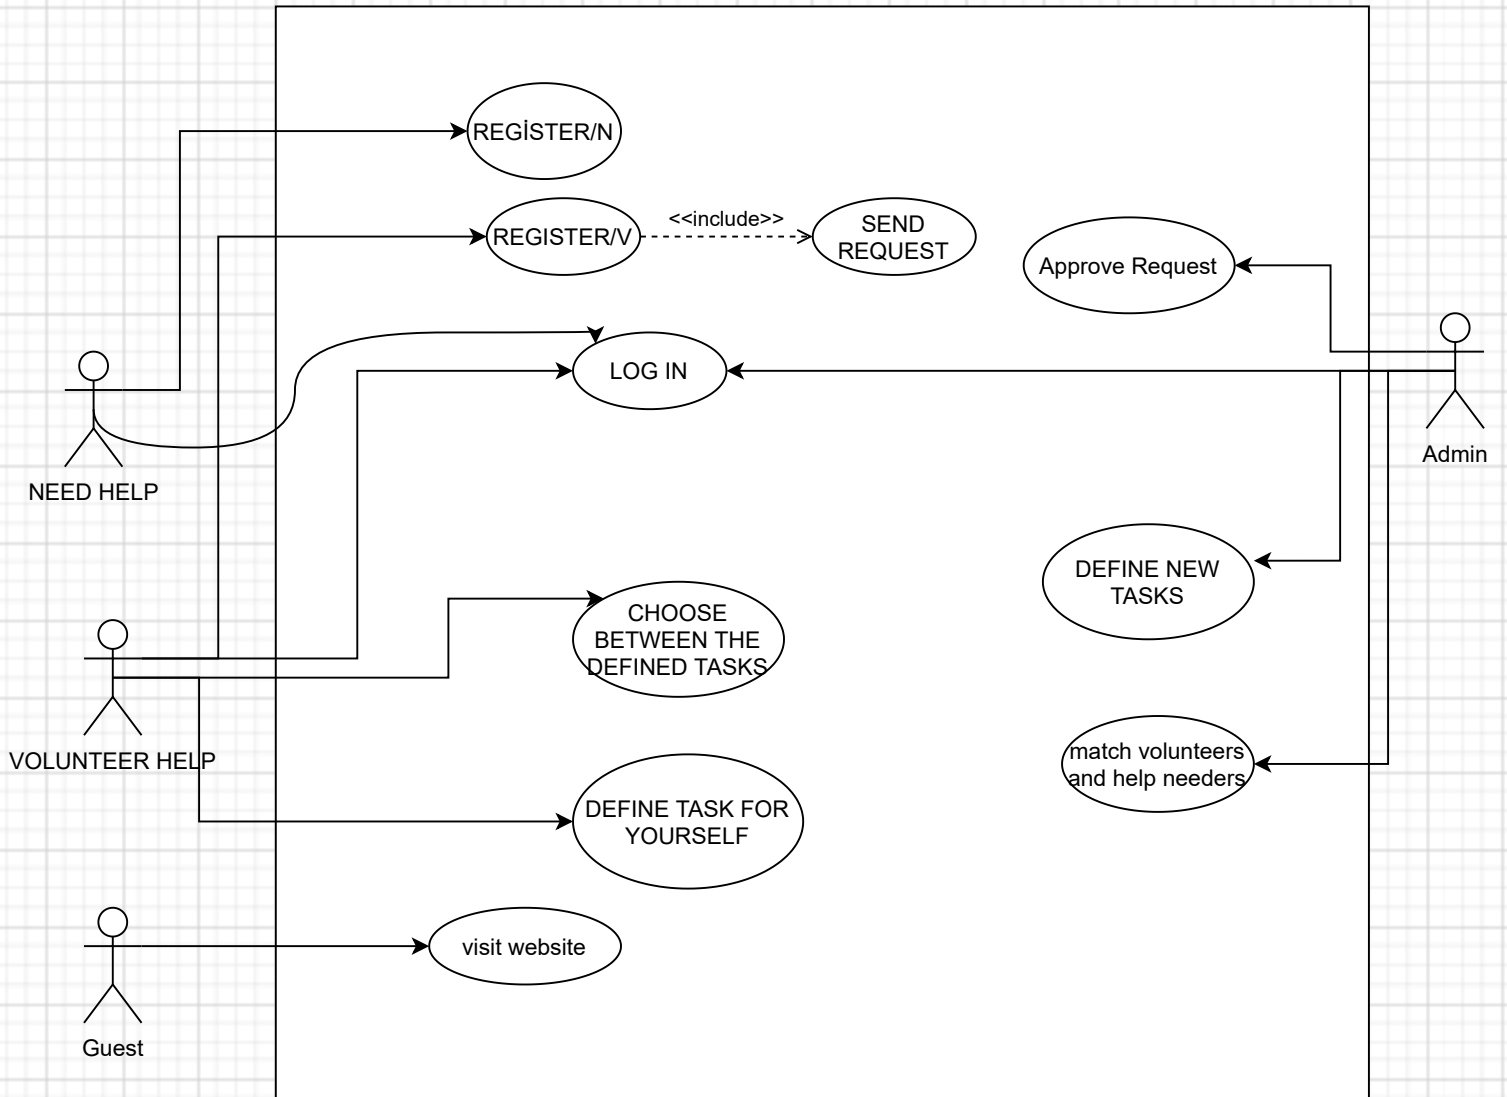 REGİSTER/N
REGISTER/V
<<include>>
SEND
REQUEST
Approve Request
LOG IN
NEED HELP
Admin
DEFINE NEW
TASKS
CHOOSE
BETWEEN THE
DEFINED TASKS
VOLUNTEER HELP
match volunteers
and help needers
DEFINE TASK FOR
YOURSELF
visit website
Guest